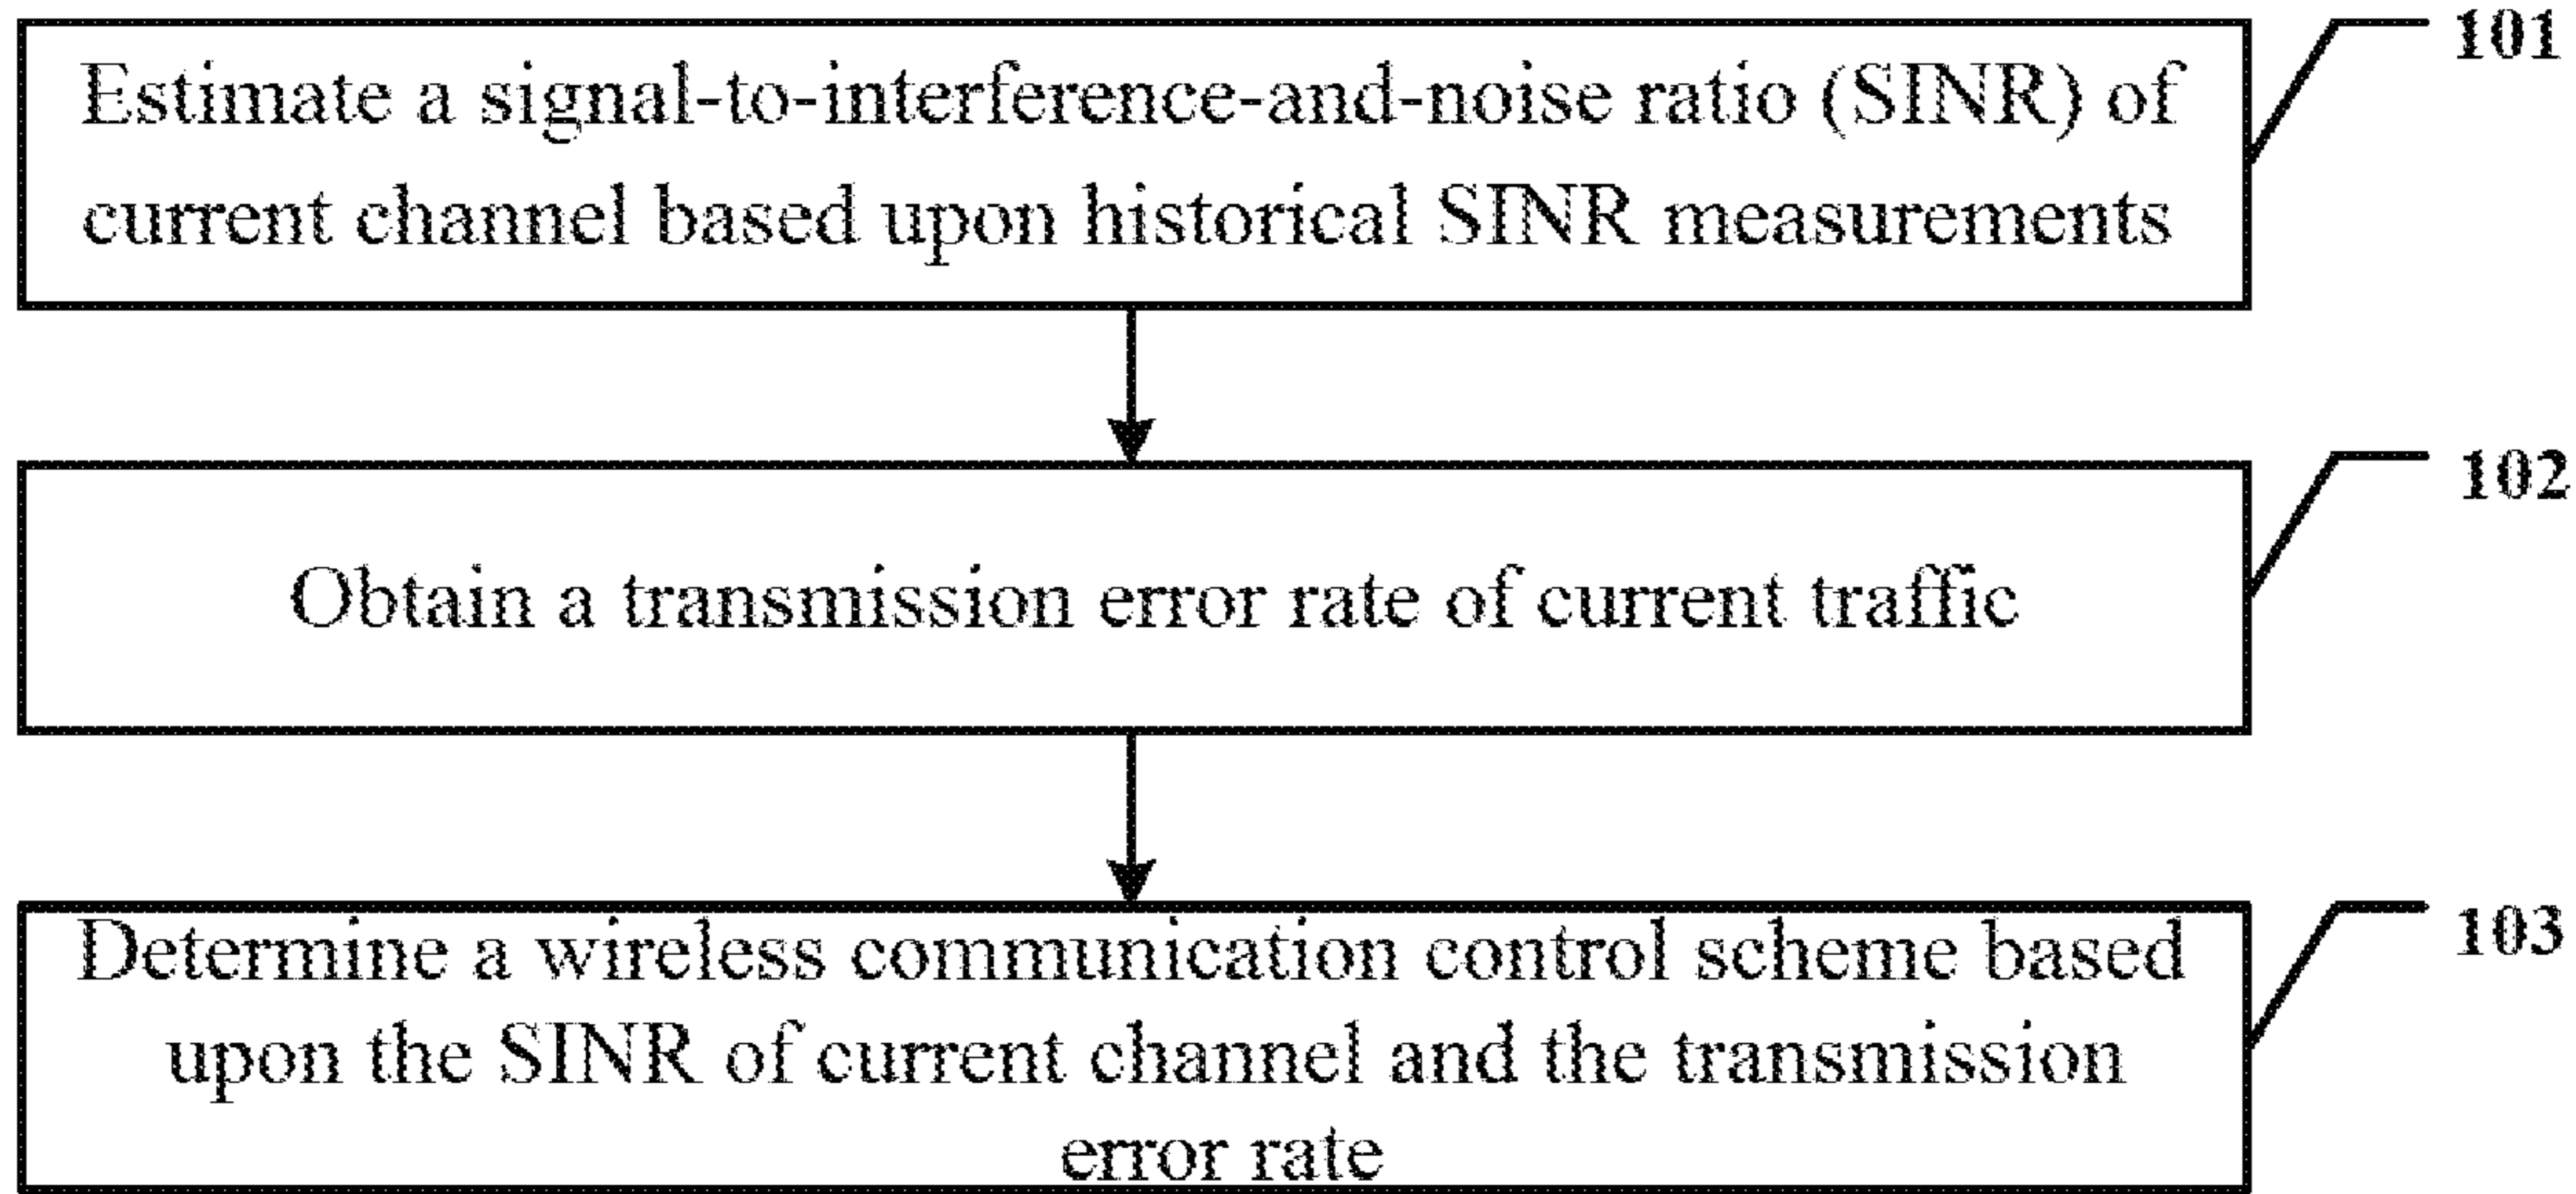 Estimate a signal-to-interference-and-noise ratio (SINR) of
current channel based upon historical SINR measurements
101
Obtain a transmission error rate of current traffic
102
Determine a wireless communication control scheme based
upon the SINR of current channel and the transmission
error rate
103